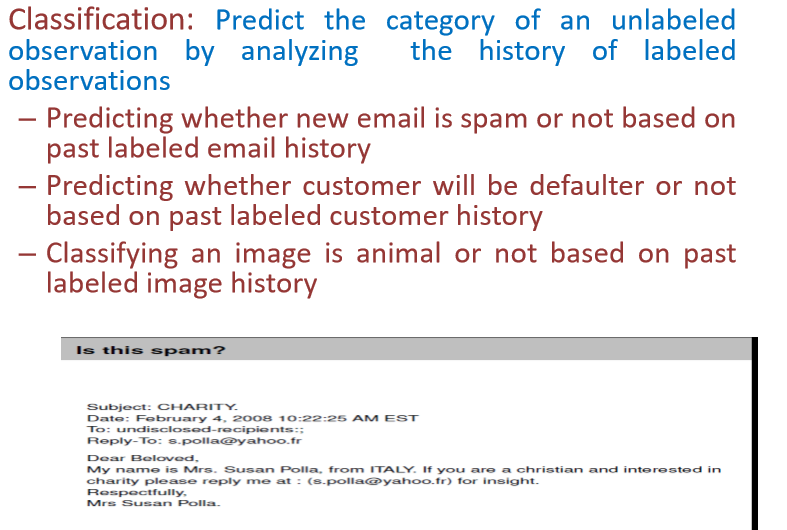 Classification: Predict the category of an unlabeled
observation by analyzing the history of labeled
observations
– Predicting whether new email is spam or not based on
past labeled email history
– Predicting whether customer will be defaulter or not
based on past labeled customer history
– Classifying an image is animal or not based on past
labeled image history
Is this spam?
Subject: CHARITY.
Date: February 4, 2008 10:22:25 AM EST
To: undisclosed-recipients:;
Reply-To: s.polla@yahoo.fr
Dear Beloved,
My name is Mrs. Susan Polla, from ITALY. If you are a christian and interested in
charity please reply me at : (s.polla@yahoo.fr) for insight.
Respectfully,
Mrs Susan Polla.